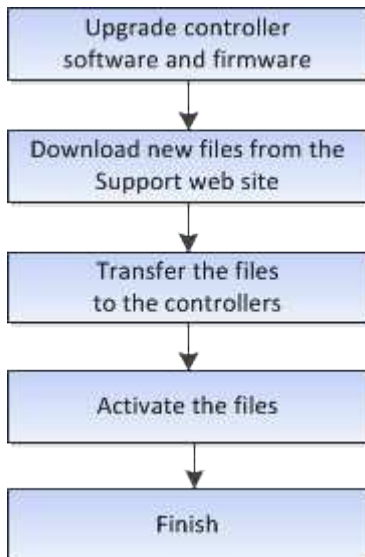 Upgrade controller
software and firmware
Download new files from the
Support web site
Transfer the files
to the controllers
Activate the files
Finish